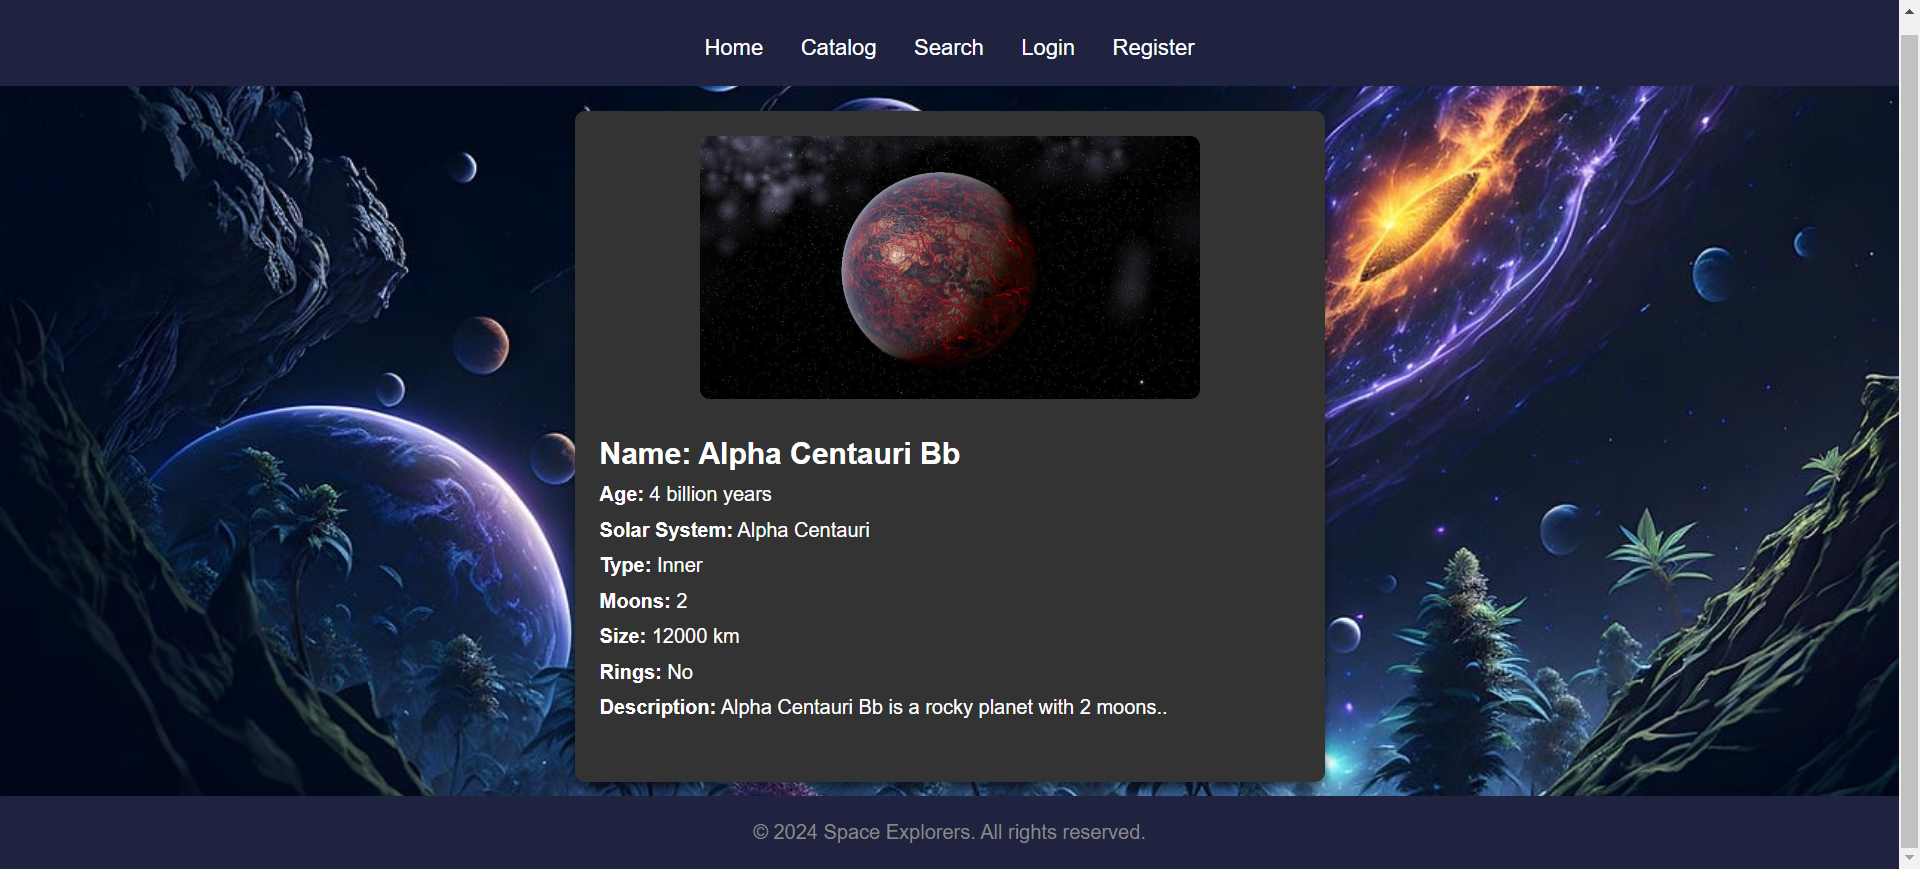 Home Catalog Search Login Register
Name: Alpha Centauri Bb
Age: 4 billion years
Solar System: Alpha Centauri
Type: Inner
Moons: 2
Size: 12000 km
Rings: No
Description: Alpha Centauri Bb is a rocky planet with 2 moons..
© 2024 Space Explorers. All rights reserved.